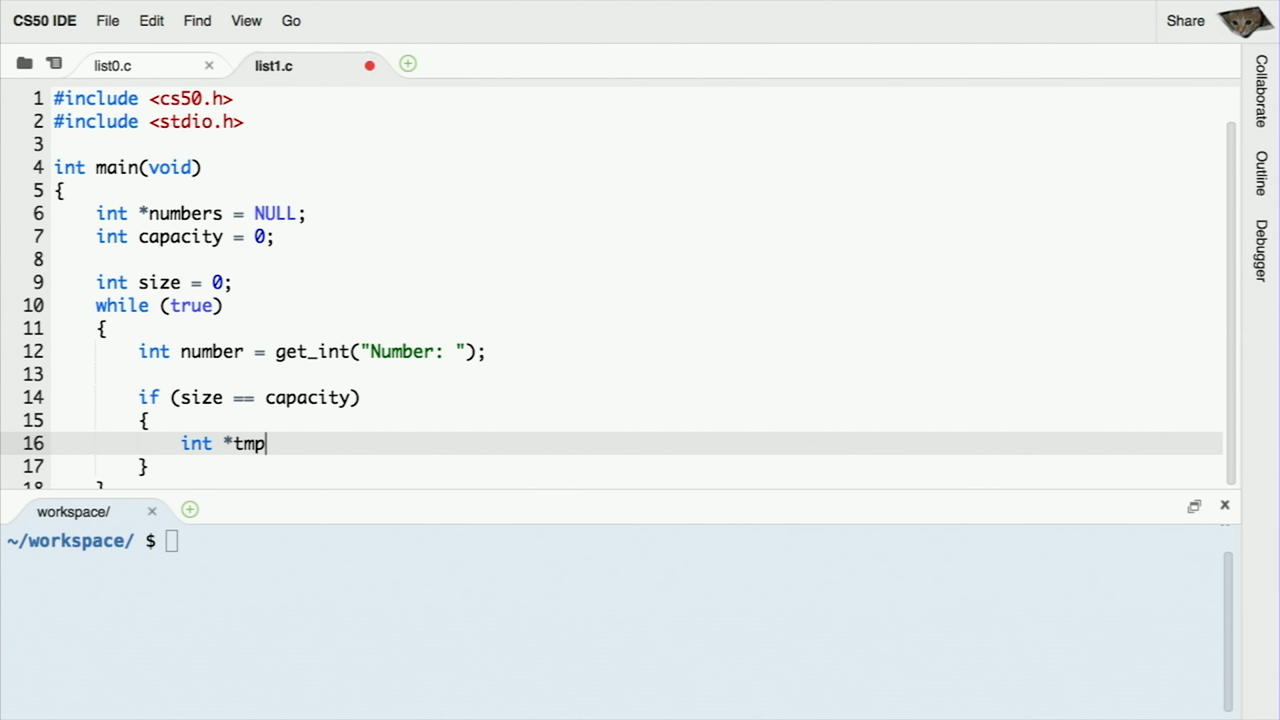 CS50 IDE File Edit Find View Go Share
list0.c list1.c
1 #include <cs50.h>
2 #include <stdio.h>
3
4 int main(void)
5 {
6 int *numbers = NULL;
7 int capacity = 0;
8
9 int size = 0;
10 while (true)
11 {
12 int number = get_int("Number: ");
13
14 if (size == capacity)
15 {
16 int *tmp
17 }
18 }
workspace/
~/workspace/ $
Collaborate
Outline
Debugger